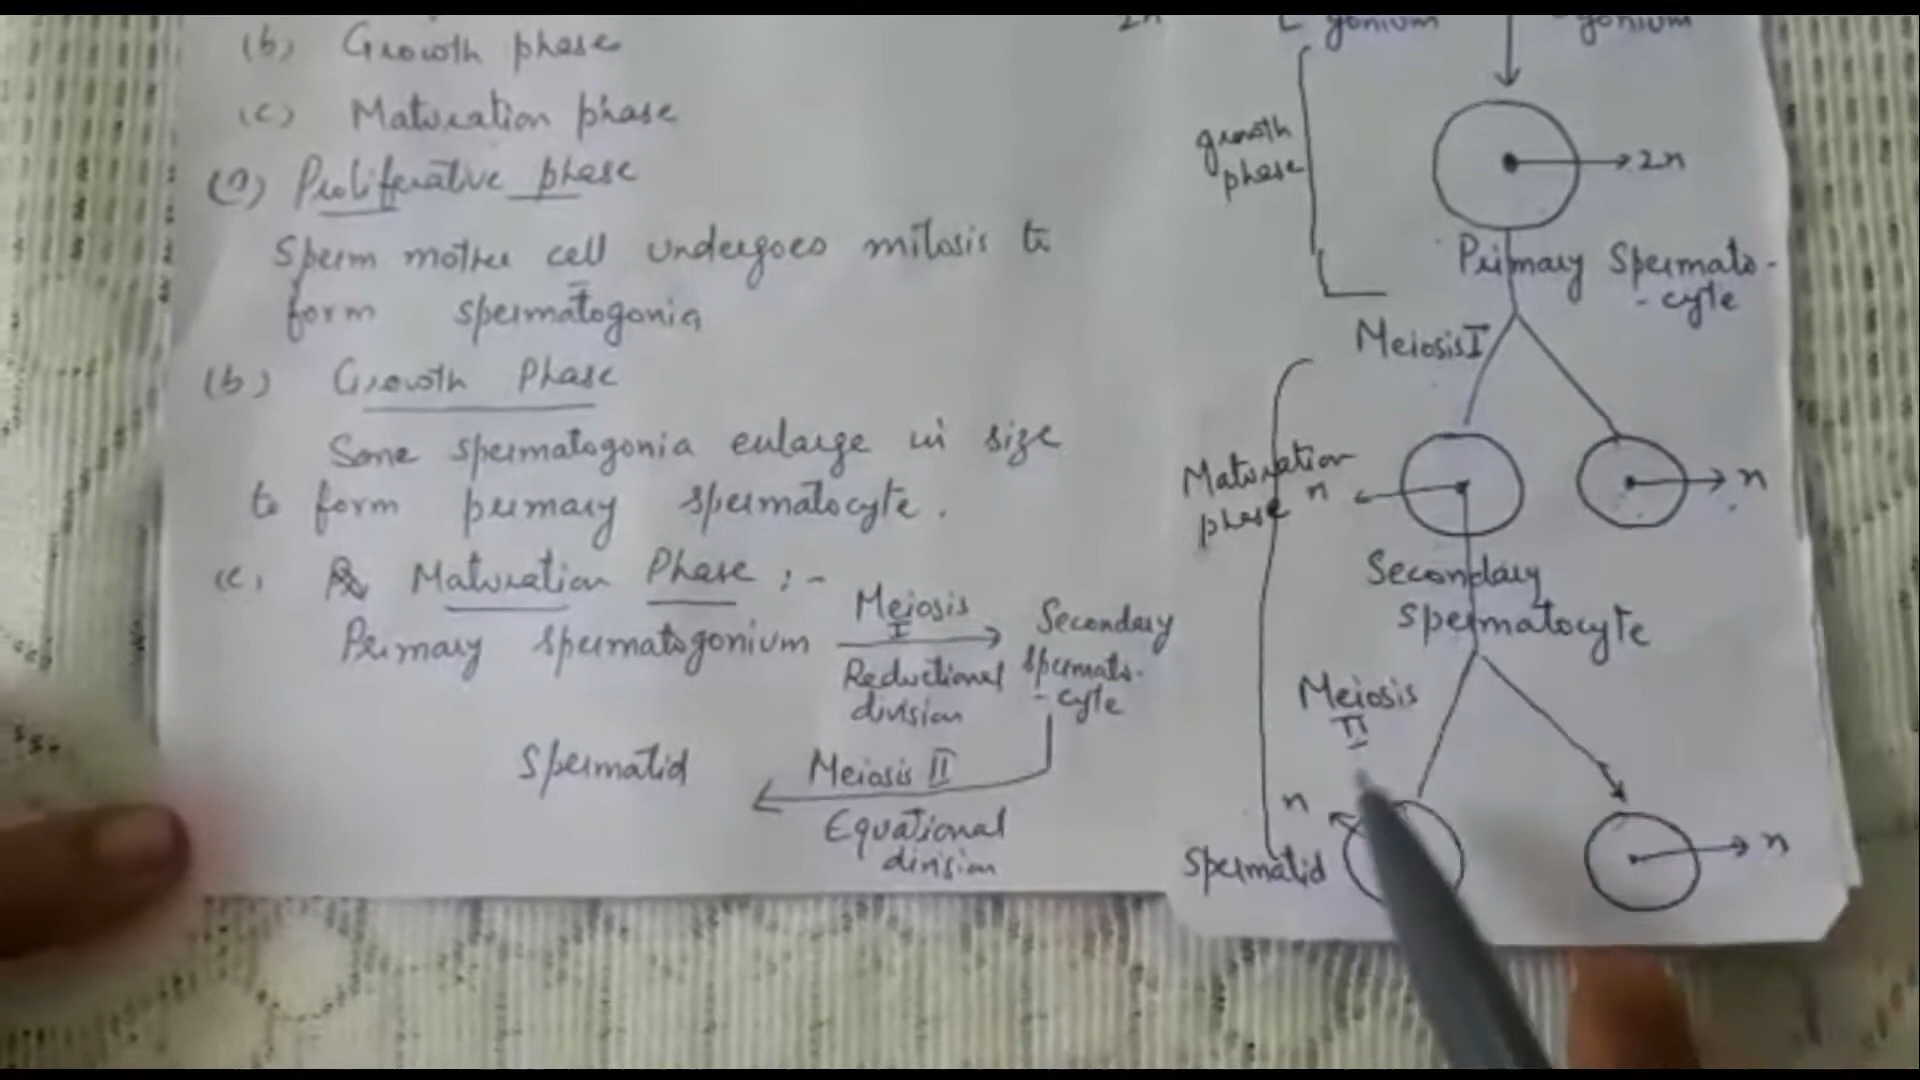 (b) Growth phase
(c) Maturation phase
(a) Proliferative phase
Sperm mother cell undergoes mitosis to
form spermatogonia
(b) Growth Phase
Some spermatogonia enlarge in size
to form primary spermatocyte.
(c) Maturation Phase :-
Primary spermatogonium
Meiosis
I
Reductional
division
Secondary
spermato-
-cyte
Meiosis II
Equational
division
Spermatid
2n
gonium
gonium
growth
phase
2n
Primary Spermato-
-cyte
Meiosis I
Maturation
phase
n
n
Secondary
spermatocyte
Meiosis
II
n
Spermatid
n